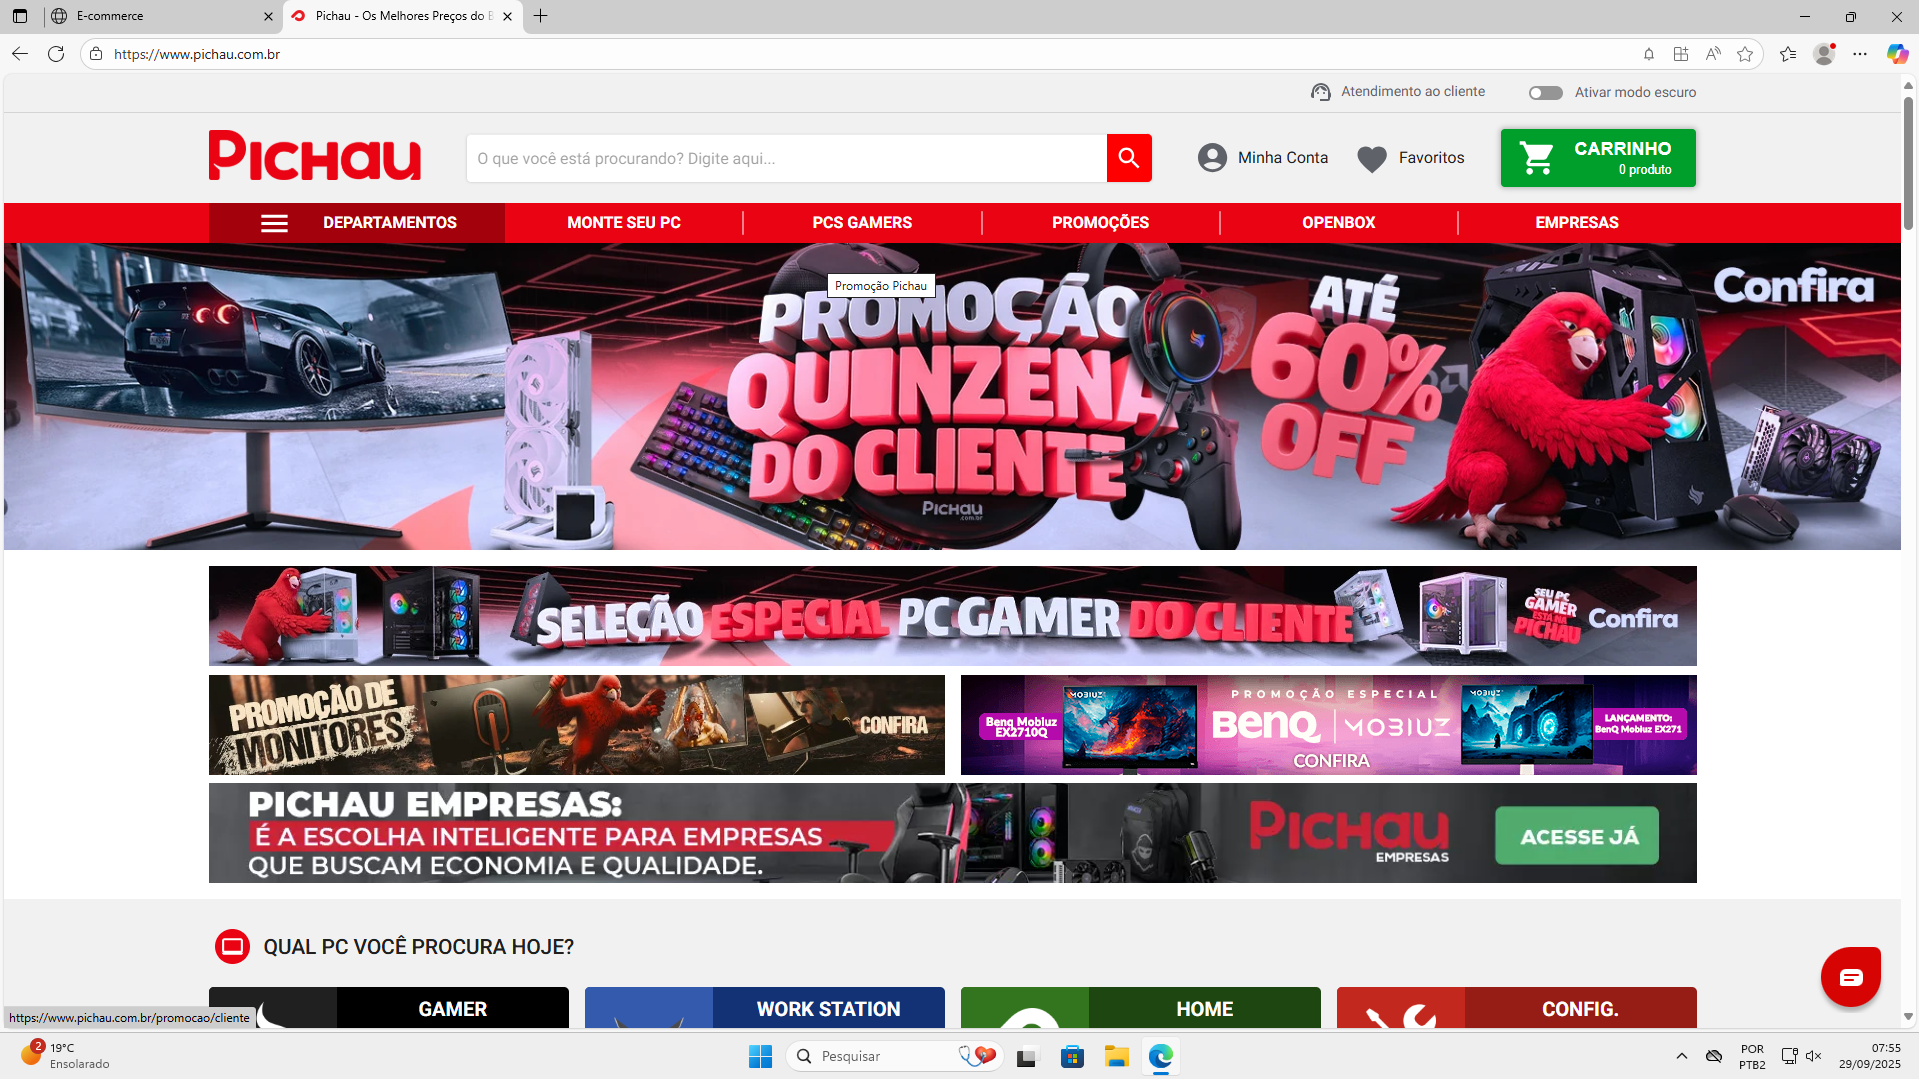 E-commerce
Pichau - Os Melhores Preços do B
https://www.pichau.com.br
Atendimento ao cliente
Ativar modo escuro
PICHAU
O que você está procurando? Digite aqui...
Minha Conta
Favoritos
CARRINHO
0 produto
DEPARTAMENTOS
MONTE SEU PC
PCS GAMERS
PROMOÇÕES
OPENBOX
EMPRESAS
Promoção Pichau
PROMOÇÃO
QUINZENA
DO CLIENTE
PICHAU
.com.br
ATÉ
60%
OFF
Confira
SELEÇÃO ESPECIAL PC GAMER DO CLIENTE
SEU PC
GAMER
ESTÁ NA
PICHAU
Confira
PROMOÇÃO DE
MONITORES
CONFIRA
MOBIUZ
Benq Mobiuz
EX2710Q
PROMOÇÃO ESPECIAL
BenQ | MOBIUZ
CONFIRA
MOBIUZ
LANÇAMENTO:
BenQ Mobiuz EX271
PICHAU EMPRESAS:
É A ESCOLHA INTELIGENTE PARA EMPRESAS
QUE BUSCAM ECONOMIA E QUALIDADE.
PICHAU
EMPRESAS
ACESSE JÁ
QUAL PC VOCÊ PROCURA HOJE?
GAMER
WORK STATION
HOME
CONFIG.
https://www.pichau.com.br/promocao/cliente
2
19°C
Ensolarado
Pesquisar
POR
PTB2
07:55
29/09/2025